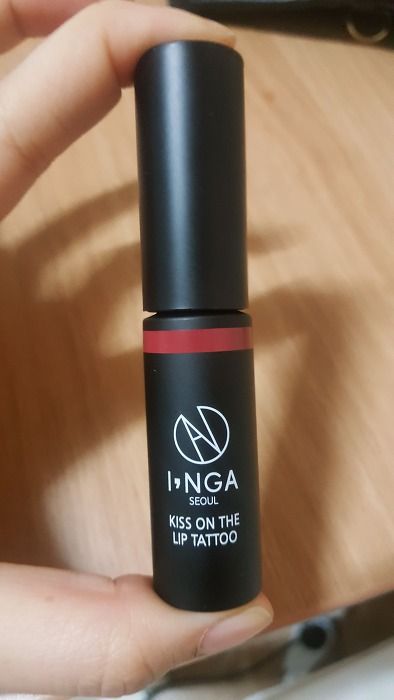 I,NGA
SEOUL
KISS ON THE
LIP TATTOO